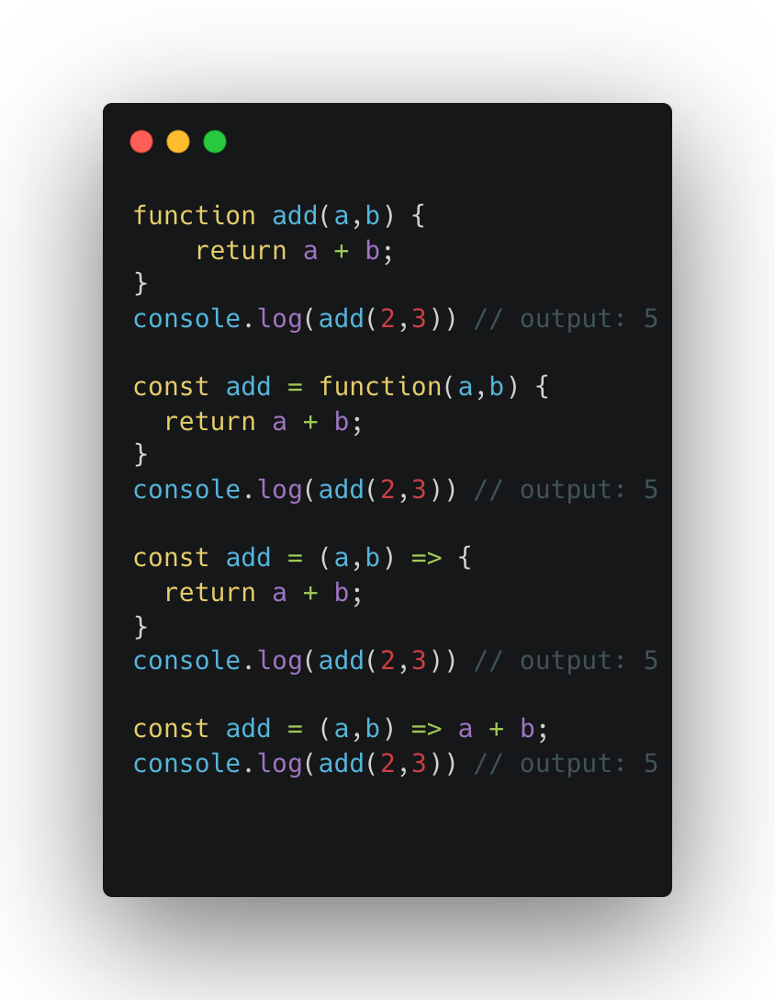 function add(a,b) {
    return a + b;
}
console.log(add(2,3)) // output: 5

const add = function(a,b) {
  return a + b;
}
console.log(add(2,3)) // output: 5

const add = (a,b) => {
  return a + b;
}
console.log(add(2,3)) // output: 5

const add = (a,b) => a + b;
console.log(add(2,3)) // output: 5